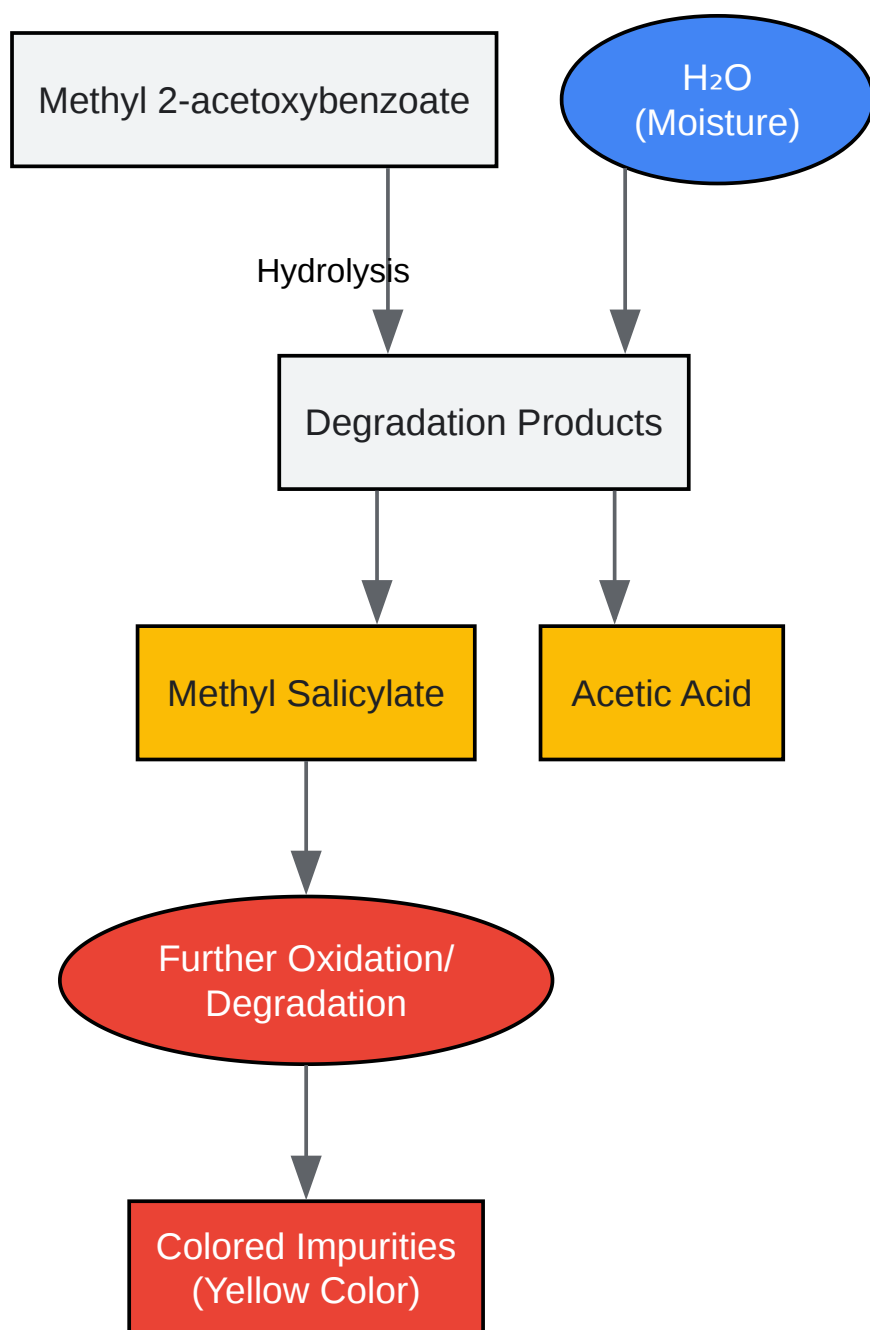 Methyl 2-acetoxybenzoate
H₂O
(Moisture)
Hydrolysis
Degradation Products
Methyl Salicylate
Acetic Acid
Further Oxidation/
Degradation
Colored Impurities
(Yellow Color)